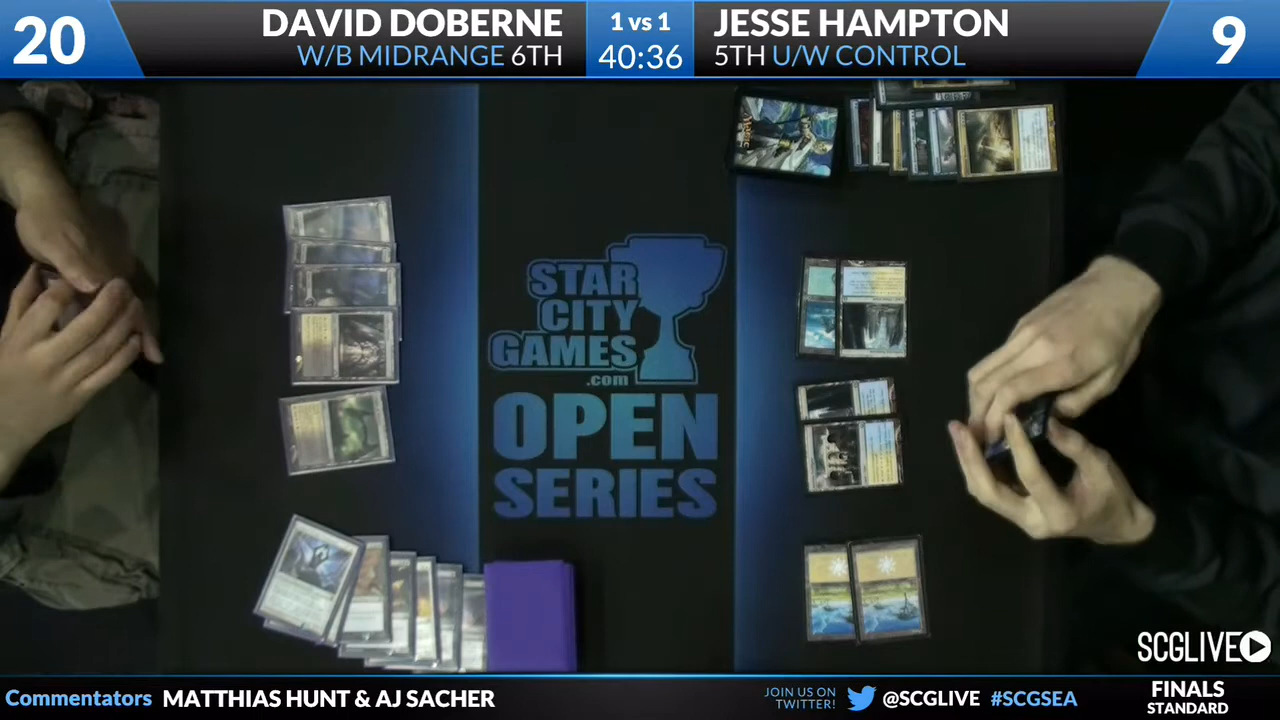 20
DAVID DOBERNE
W/B MIDRANGE 6TH
1 vs 1
40:36
JESSE HAMPTON
5TH U/W CONTROL
9
STAR
CITY
GAMES
.com
OPEN
SERIES
SCGLIVE
Commentators MATTHIAS HUNT & AJ SACHER
JOIN US ON
TWITTER!
@SCGLIVE #SCGSEA
FINALS
STANDARD